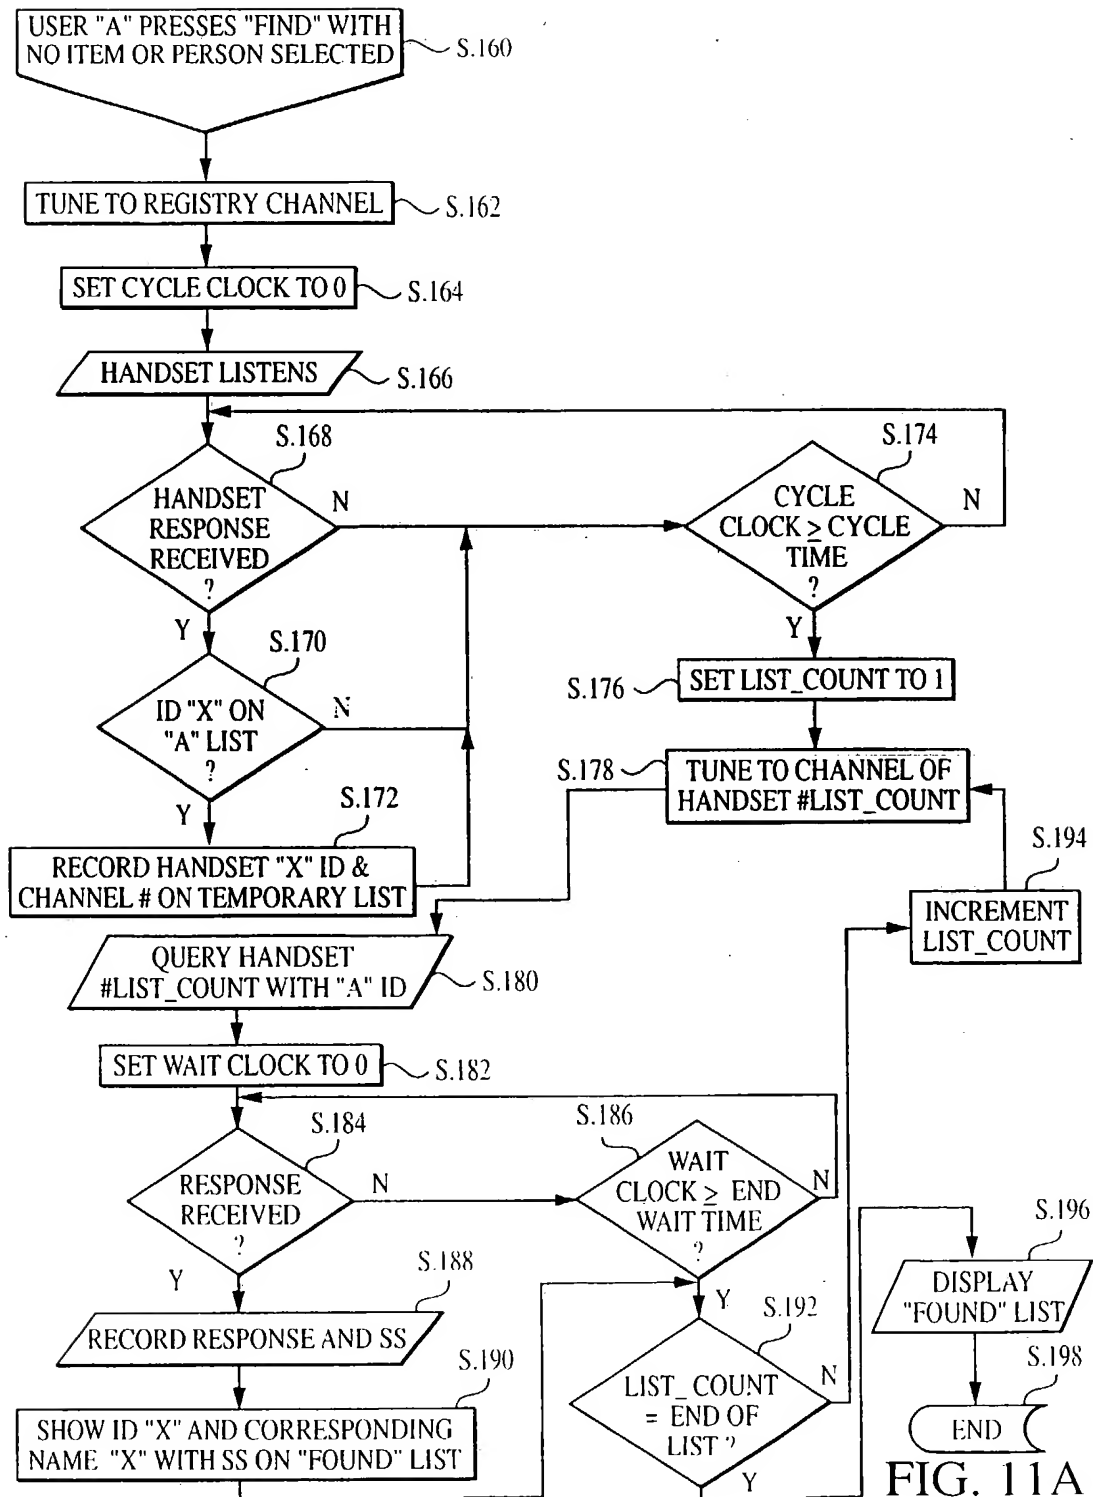 USER "A" PRESSES "FIND" WITH
NO ITEM OR PERSON SELECTED
S.160
TUNE TO REGISTRY CHANNEL
S.162
SET CYCLE CLOCK TO 0
S.164
HANDSET LISTENS
S.166
S.168
HANDSET
RESPONSE
RECEIVED
?
N
Y
S.174
CYCLE
CLOCK ≥ CYCLE
TIME
?
N
Y
S.170
ID "X" ON
"A" LIST
?
N
Y
S.176
SET LIST_COUNT TO 1
S.178
TUNE TO CHANNEL OF
HANDSET #LIST_COUNT
S.172
RECORD HANDSET "X" ID &
CHANNEL # ON TEMPORARY LIST
S.194
INCREMENT
LIST_COUNT
QUERY HANDSET
#LIST_COUNT WITH "A" ID
S.180
SET WAIT CLOCK TO 0
S.182
S.184
RESPONSE
RECEIVED
?
N
Y
S.186
WAIT
CLOCK ≥ END
WAIT TIME
?
N
Y
S.188
RECORD RESPONSE AND SS
S.190
SHOW ID "X" AND CORRESPONDING
NAME "X" WITH SS ON "FOUND" LIST
S.192
LIST_ COUNT
= END OF
LIST ?
N
Y
S.196
DISPLAY
"FOUND" LIST
S.198
END
FIG. 11A